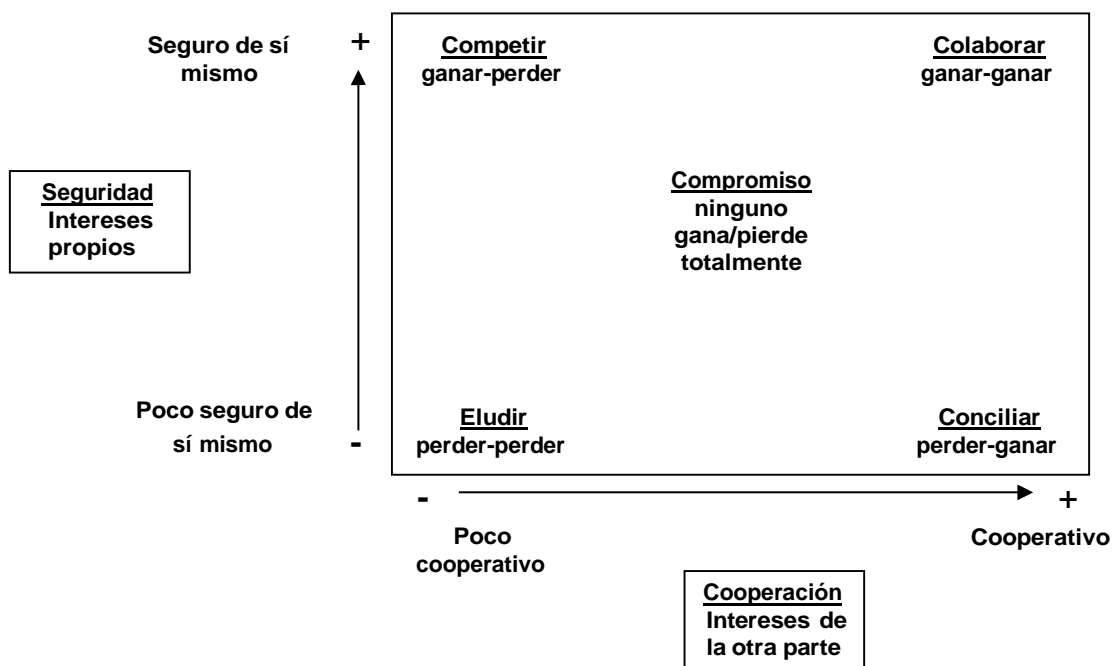 Seguro de sí
mismo
+
Competir
ganar-perder
Colaborar
ganar-ganar
Seguridad
Intereses
propios
Compromiso
ninguno
gana/pierde
totalmente
Poco seguro de
sí mismo
-
Eludir
perder-perder
Conciliar
perder-ganar
-
+
Poco
cooperativo
Cooperativo
Cooperación
Intereses de
la otra parte